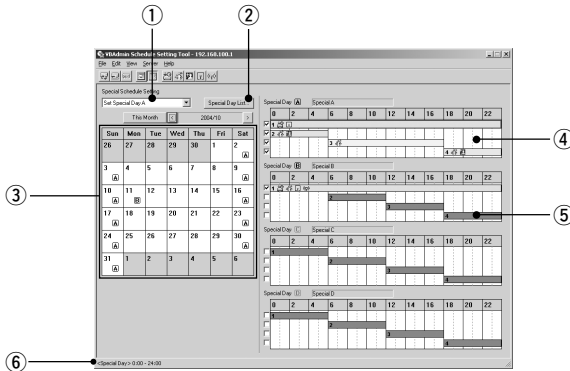 ① ②
VBAdmin Schedule Setting Tool - 192.168.100.1
File Edit View Server Help
Special Schedule Setting
Set Special Day A
Special Day List...
This Month < 2004/10 >
Sun Mon Tue Wed Thu Fri Sat
26 27 28 29 30 1 2
A
3 4 5 6 7 8 9
A A
10 11 12 13 14 15 16
A B A
17 18 19 20 21 22 23
A A
24 25 26 27 28 29 30
A A
31 1 2 3 4 5 6
A
③
Special Day A Special A
0 2 4 6 8 10 12 14 16 18 20 22
1
2
3
4
④
Special Day B Special B
0 2 4 6 8 10 12 14 16 18 20 22
1
2
3
4
⑤
Special Day C Special C
0 2 4 6 8 10 12 14 16 18 20 22
1
2
3
4
Special Day D Special D
0 2 4 6 8 10 12 14 16 18 20 22
1
2
3
4
⑥
<Special Day> 0:00 - 24:00